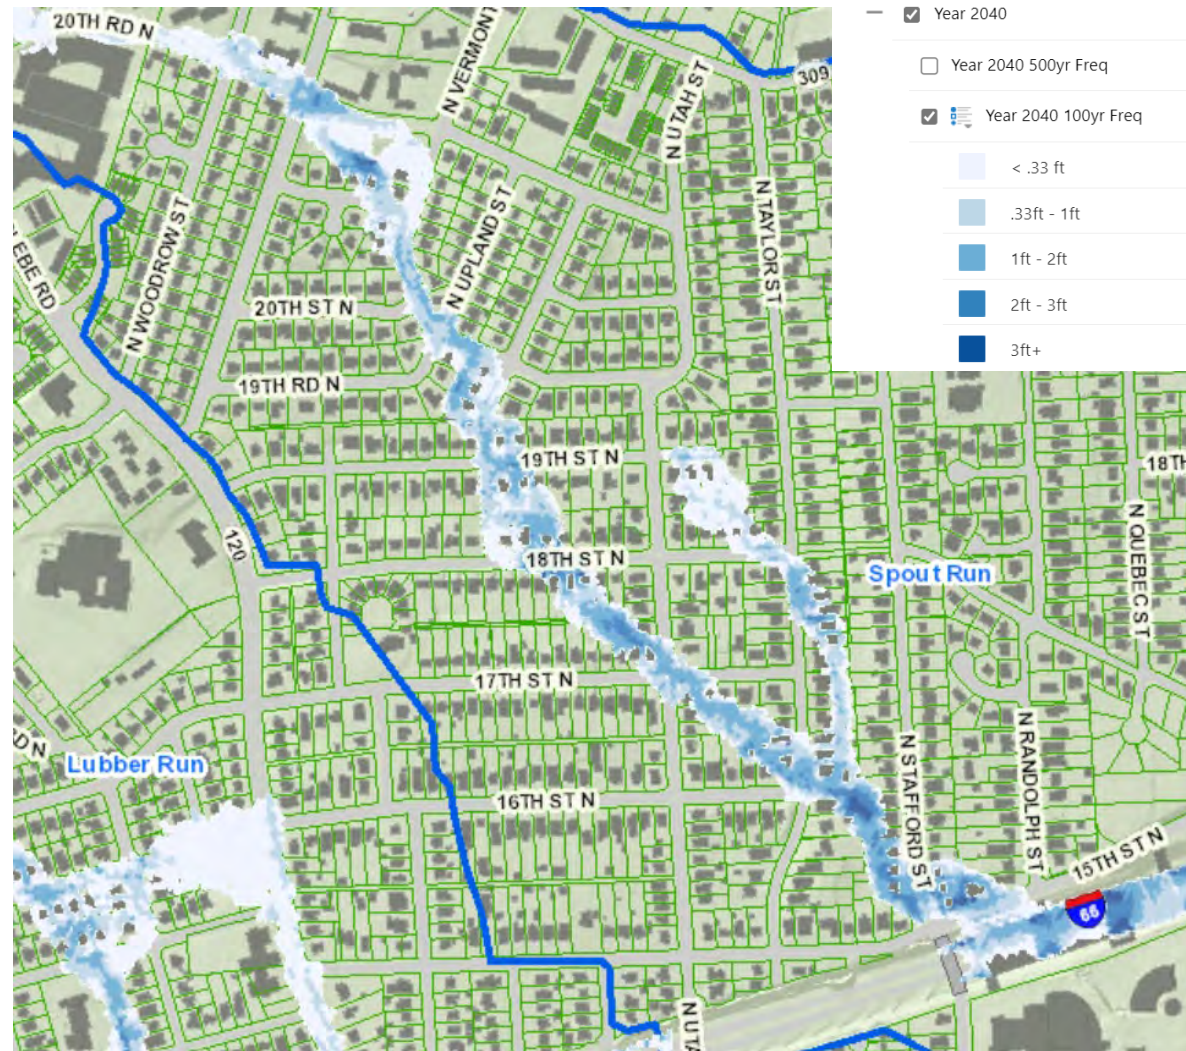 Year 2040
Year 2040 500yr Freq
Year 2040 100yr Freq
< .33 ft
.33ft - 1ft
1ft - 2ft
2ft - 3ft
3ft+
20TH RD N
N VERMONT
309
N UTAH ST
N TAYLOR ST
N WOODROW ST
N UPLAND ST
LEBE RD
20TH ST N
19TH RD N
19TH ST N
18TH
N QUEBEC ST
120
18TH ST N
Spout Run
17TH ST N
N STAFFORD ST
N RANDOLPH ST
D N
Lubber Run
16TH ST N
15TH ST N
66
N UTA